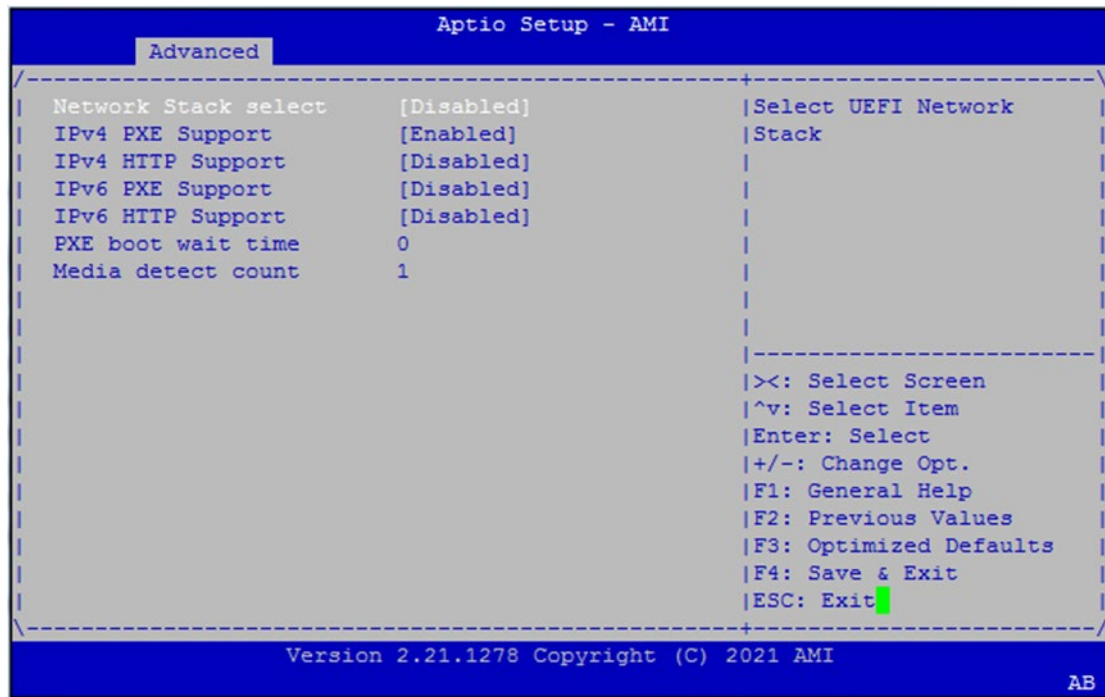 Aptio Setup - AMI
Advanced
Network Stack select [Disabled]
IPv4 PXE Support [Enabled]
IPv4 HTTP Support [Disabled]
IPv6 PXE Support [Disabled]
IPv6 HTTP Support [Disabled]
PXE boot wait time 0
Media detect count 1
Select UEFI Network
Stack
><: Select Screen
^v: Select Item
Enter: Select
+/-: Change Opt.
F1: General Help
F2: Previous Values
F3: Optimized Defaults
F4: Save & Exit
ESC: Exit
Version 2.21.1278 Copyright (C) 2021 AMI
AB